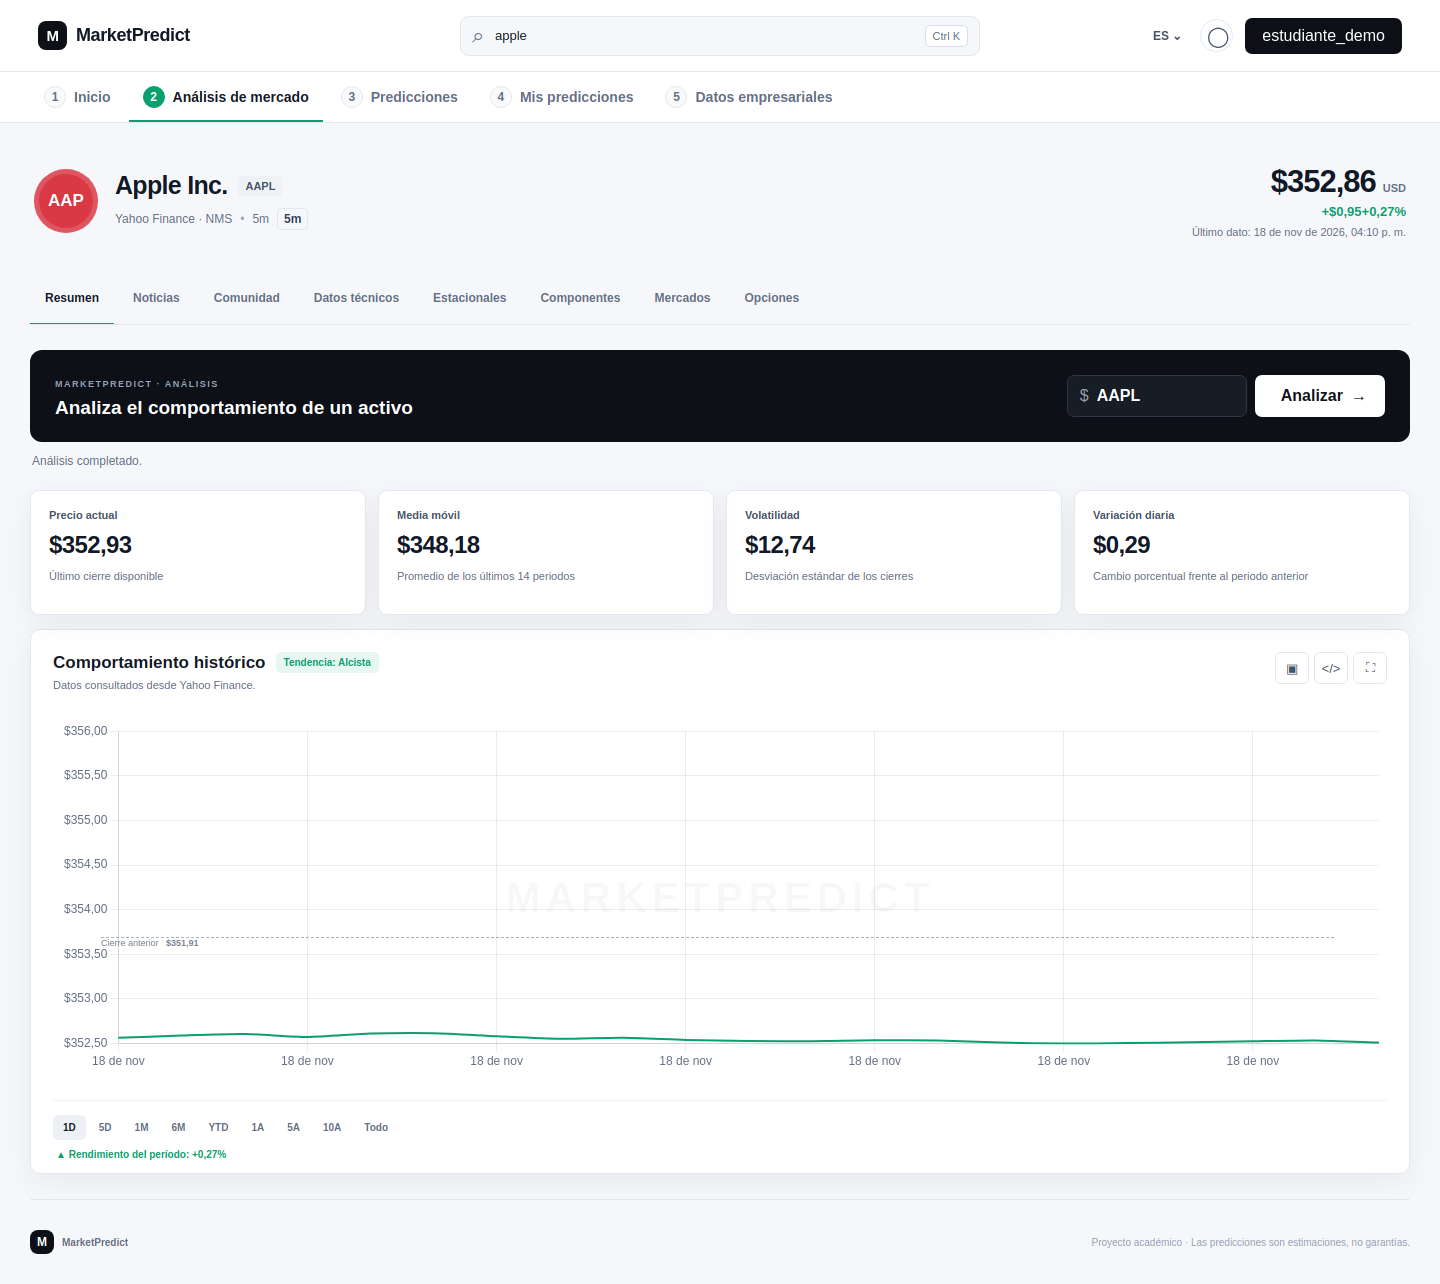 M MarketPredict
apple
Ctrl K
ES
estudiante_demo
1 Inicio
2 Análisis de mercado
3 Predicciones
4 Mis predicciones
5 Datos empresariales
AAP
Apple Inc. AAPL
Yahoo Finance · NMS • 5m 5m
$352,86 USD
+$0,95+0,27%
Último dato: 18 de nov de 2026, 04:10 p. m.
Resumen
Noticias
Comunidad
Datos técnicos
Estacionales
Componentes
Mercados
Opciones
MARKETPREDICT · ANÁLISIS
Analiza el comportamiento de un activo
$ AAPL
Analizar →
Análisis completado.
Precio actual
$352,93
Último cierre disponible
Media móvil
$348,18
Promedio de los últimos 14 periodos
Volatilidad
$12,74
Desviación estándar de los cierres
Variación diaria
$0,29
Cambio porcentual frente al periodo anterior
Comportamiento histórico Tendencia: Alcista
Datos consultados desde Yahoo Finance.
</>
$356,00
$355,50
$355,00
$354,50
MARKETPREDICT
$354,00
Cierre anterior $351,91
$353,50
$353,00
$352,50
18 de nov 18 de nov 18 de nov 18 de nov 18 de nov 18 de nov 18 de nov
1D 5D 1M 6M YTD 1A 5A 10A Todo
▲ Rendimiento del período: +0,27%
M MarketPredict
Proyecto académico · Las predicciones son estimaciones, no garantías.